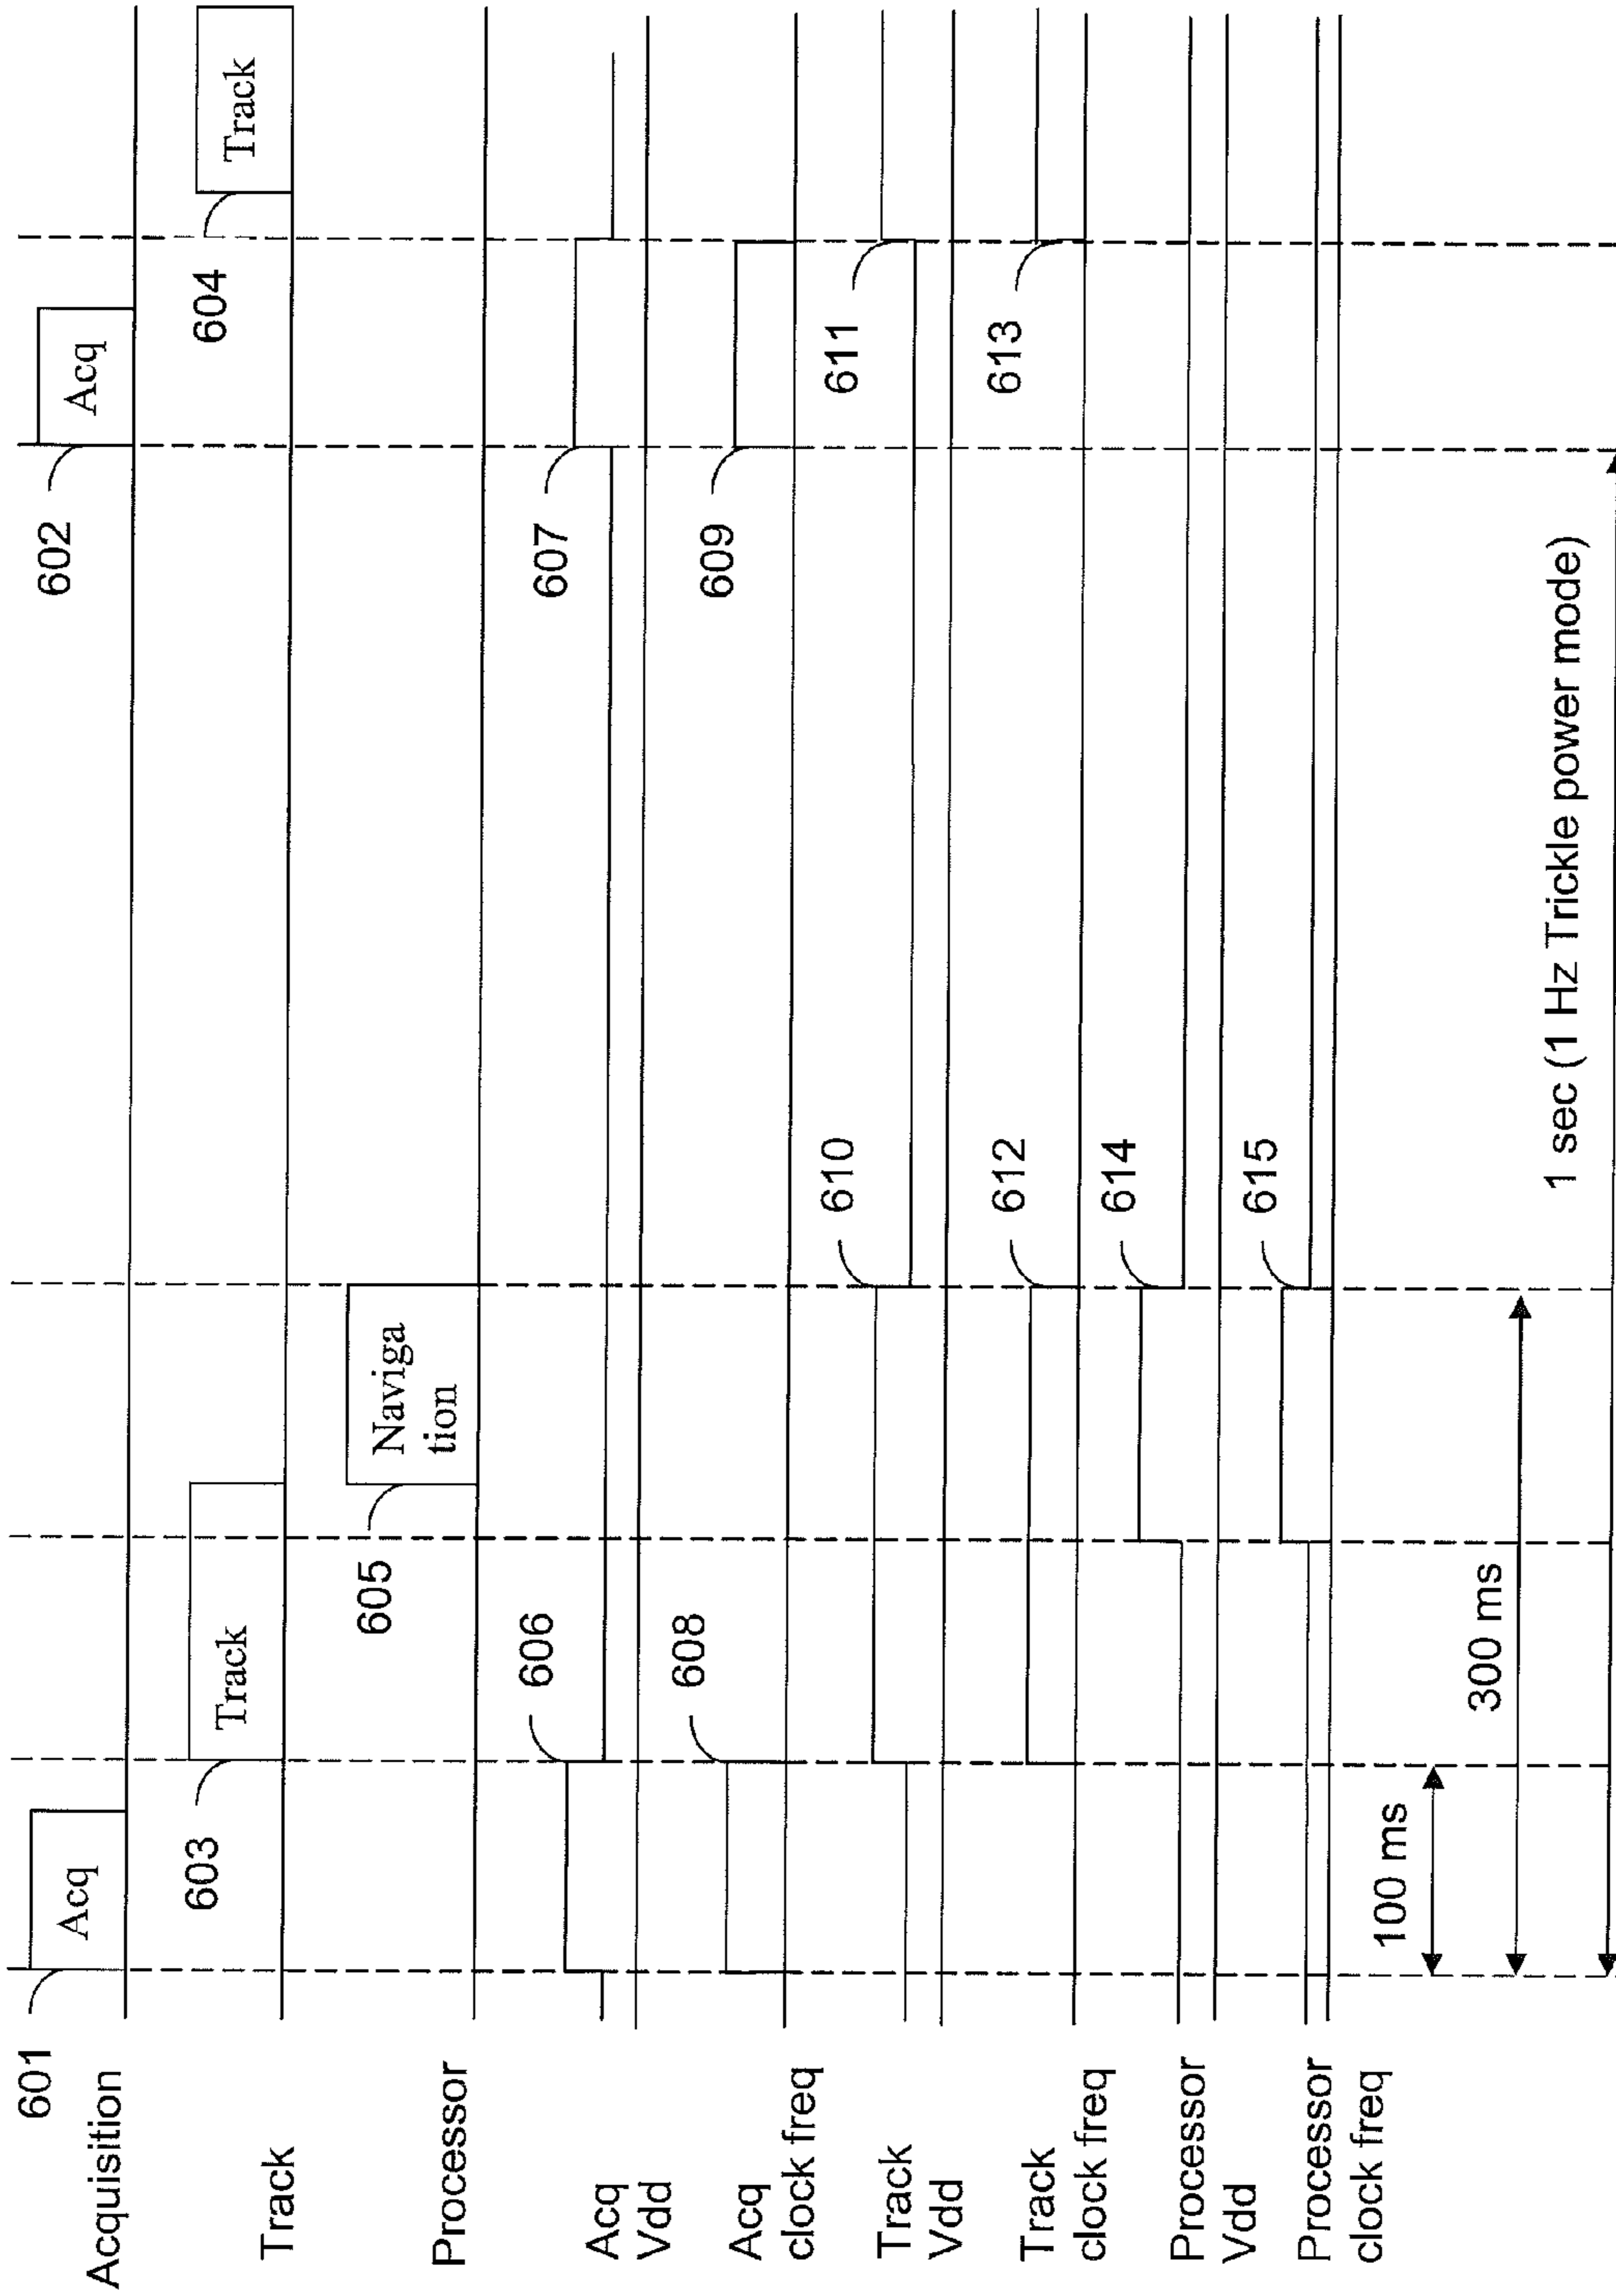 601
Acquisition
Acq
602
Acq
Track
603
Track
604
Track
Processor
605
Naviga
tion
Acq
Vdd
606
607
Acq
clock freq
608
609
Track
Vdd
610
611
Track
clock freq
612
613
Processor
Vdd
614
Processor
clock freq
615
100 ms
300 ms
1 sec (1 Hz Trickle power mode)